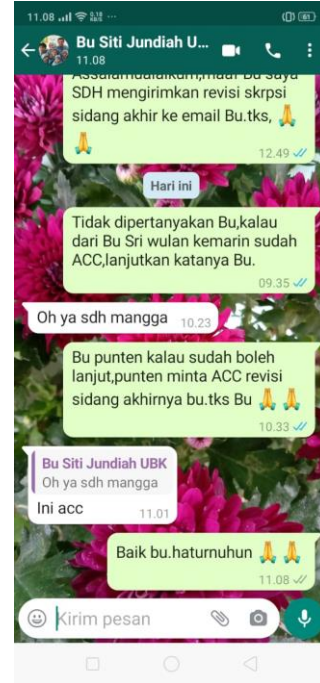 11.08
61
Bu Siti Jundiah U...
11.08
Assalamualaikum,maaf Bu saya
SDH mengirimkan revisi skrpsi
sidang akhir ke email Bu.tks, 🙏
🙏
12.49
Hari ini
Tidak dipertanyakan Bu,kalau
dari Bu Sri wulan kemarin sudah
ACC,lanjutkan katanya Bu.
09.35
Oh ya sdh mangga
10.23
Bu punten kalau sudah boleh
lanjut,punten minta ACC revisi
sidang akhirnya bu.tks Bu 🙏 🙏
10.33
Bu Siti Jundiah UBK
Oh ya sdh mangga
Ini acc
11.01
Baik bu.haturnuhun 🙏 🙏
11.08
Kirim pesan